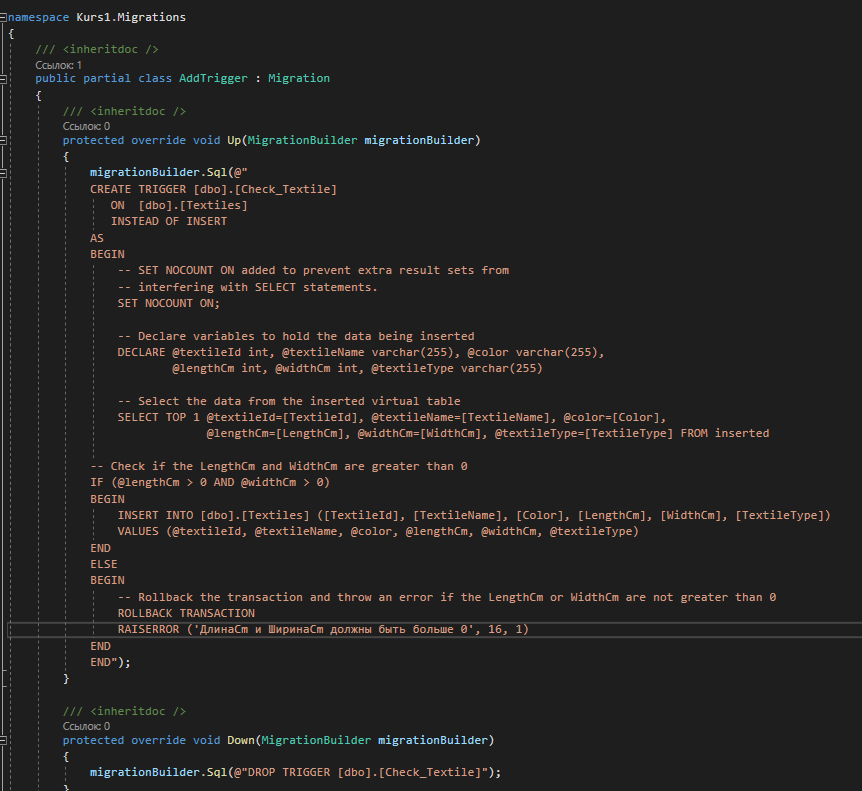 namespace Kurs1.Migrations
{
/// <inheritdoc />
Ссылок: 1
public partial class AddTrigger : Migration
{
/// <inheritdoc />
Ссылок: 0
protected override void Up(MigrationBuilder migrationBuilder)
{
migrationBuilder.Sql(@"
CREATE TRIGGER [dbo].[Check_Textile]
ON [dbo].[Textiles]
INSTEAD OF INSERT
AS
BEGIN
-- SET NOCOUNT ON added to prevent extra result sets from
-- interfering with SELECT statements.
SET NOCOUNT ON;
-- Declare variables to hold the data being inserted
DECLARE @textileId int, @textileName varchar(255), @color varchar(255),
@lengthCm int, @widthCm int, @textileType varchar(255)
-- Select the data from the inserted virtual table
SELECT TOP 1 @textileId=[TextileId], @textileName=[TextileName], @color=[Color],
@lengthCm=[LengthCm], @widthCm=[WidthCm], @textileType=[TextileType] FROM inserted
-- Check if the LengthCm and WidthCm are greater than 0
IF (@lengthCm > 0 AND @widthCm > 0)
BEGIN
INSERT INTO [dbo].[Textiles] ([TextileId], [TextileName], [Color], [LengthCm], [WidthCm], [TextileType])
VALUES (@textileId, @textileName, @color, @lengthCm, @widthCm, @textileType)
END
ELSE
BEGIN
-- Rollback the transaction and throw an error if the LengthCm or WidthCm are not greater than 0
ROLLBACK TRANSACTION
RAISERROR ('ДлинаCm и ШиринаCm должны быть больше 0', 16, 1)
END
END");
}
/// <inheritdoc />
Ссылок: 0
protected override void Down(MigrationBuilder migrationBuilder)
{
migrationBuilder.Sql(@"DROP TRIGGER [dbo].[Check_Textile]");
}